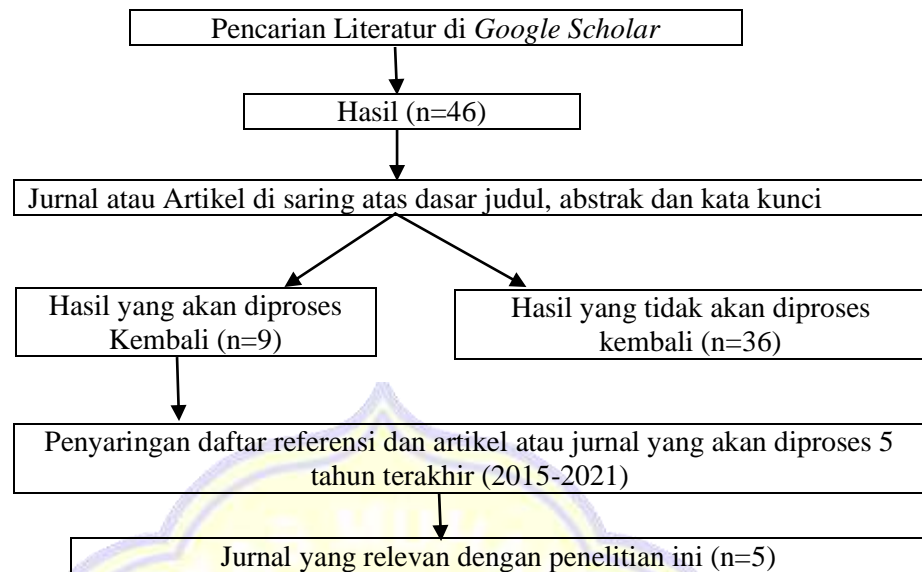 Pencarian Literatur di Google Scholar
Hasil (n=46)
Jurnal atau Artikel di saring atas dasar judul, abstrak dan kata kunci
Hasil yang akan diproses
Kembali (n=9)
Hasil yang tidak akan diproses
kembali (n=36)
Penyaringan daftar referensi dan artikel atau jurnal yang akan diproses 5
tahun terakhir (2015-2021)
Jurnal yang relevan dengan penelitian ini (n=5)